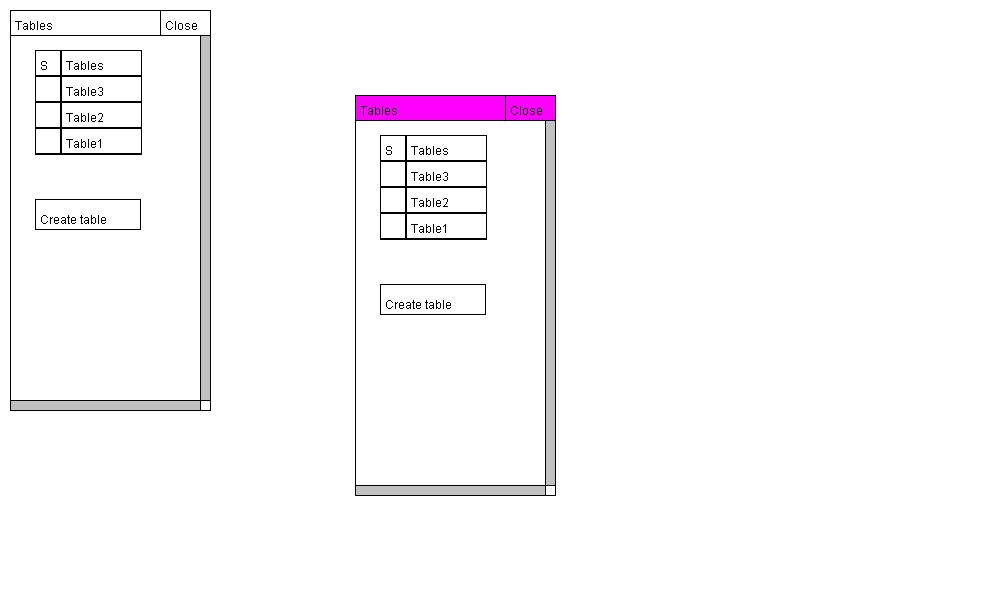 Tables Close
S Tables
Table3
Table2
Table1
Create table
Tables Close
S Tables
Table3
Table2
Table1
Create table